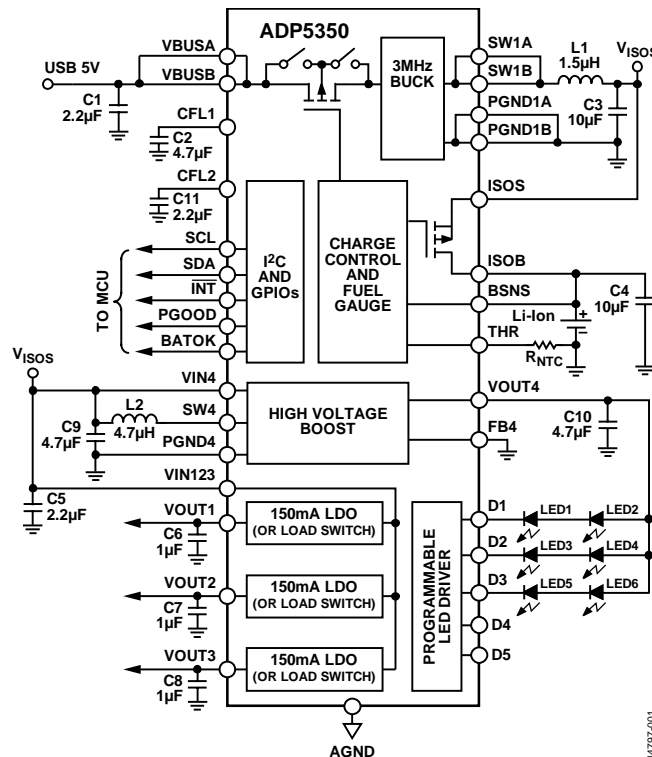 ADP5350
USB 5V
VBUSA
VBUSB
C1
2.2µF
CFL1
C2
4.7µF
CFL2
C11
2.2µF
3MHz
BUCK
SW1A
SW1B
L1
1.5µH
VISOS
PGND1A
PGND1B
C3
10µF
ISOS
TO MCU
SCL
SDA
INT
PGOOD
BATOK
I2C
AND
GPIOs
CHARGE
CONTROL
AND
FUEL
GAUGE
ISOB
BSNS
THR
Li-Ion
+
–
RNTC
C4
10µF
VISOS
VIN4
SW4
PGND4
L2
4.7µH
C9
4.7µF
HIGH VOLTAGE
BOOST
VOUT4
FB4
C10
4.7µF
VIN123
C5
2.2µF
VOUT1
C6
1µF
150mA LDO
(OR LOAD SWITCH)
VOUT2
C7
1µF
150mA LDO
(OR LOAD SWITCH)
VOUT3
C8
1µF
150mA LDO
(OR LOAD SWITCH)
PROGRAMMABLE
LED DRIVER
D1
LED1
LED2
D2
LED3
LED4
D3
LED5
LED6
D4
D5
AGND